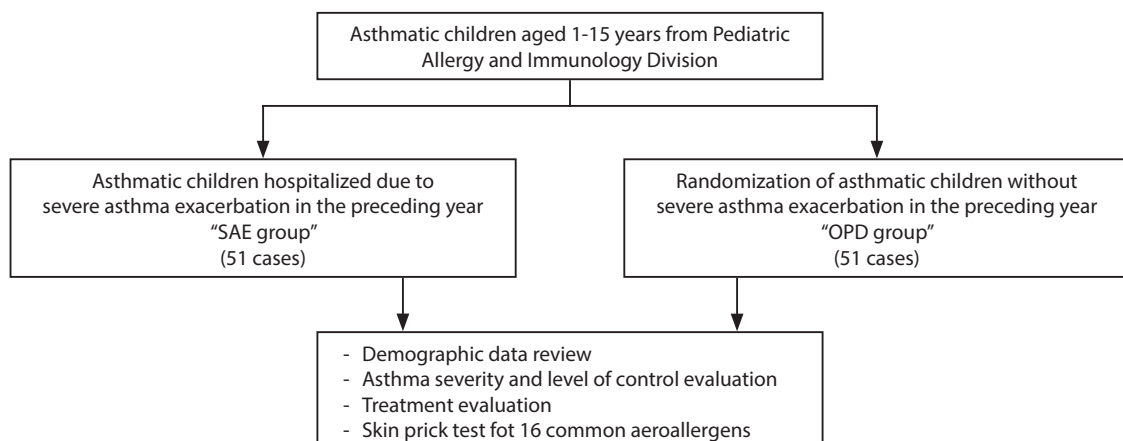 Asthmatic children aged 1-15 years from Pediatric
Allergy and Immunology Division
Asthmatic children hospitalized due to
severe asthma exacerbation in the preceding year
“SAE group”
(51 cases)
Randomization of asthmatic children without
severe asthma exacerbation in the preceding year
“OPD group”
(51 cases)
- Demographic data review
- Asthma severity and level of control evaluation
- Treatment evaluation
- Skin prick test fot 16 common aeroallergens